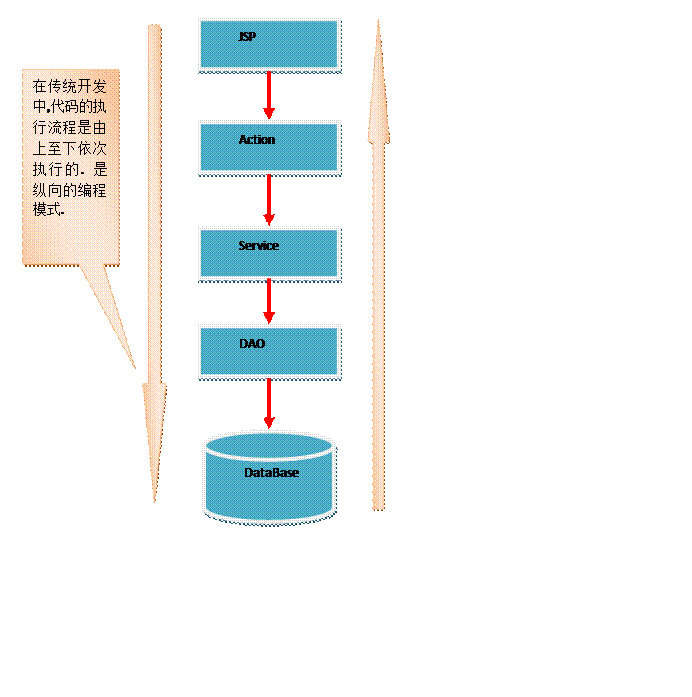 JSP
在传统开发
中,代码的执
行流程是由
上至下依次
执行的. 是
纵向的编程
模式.
Action
Service
DAO
DataBase